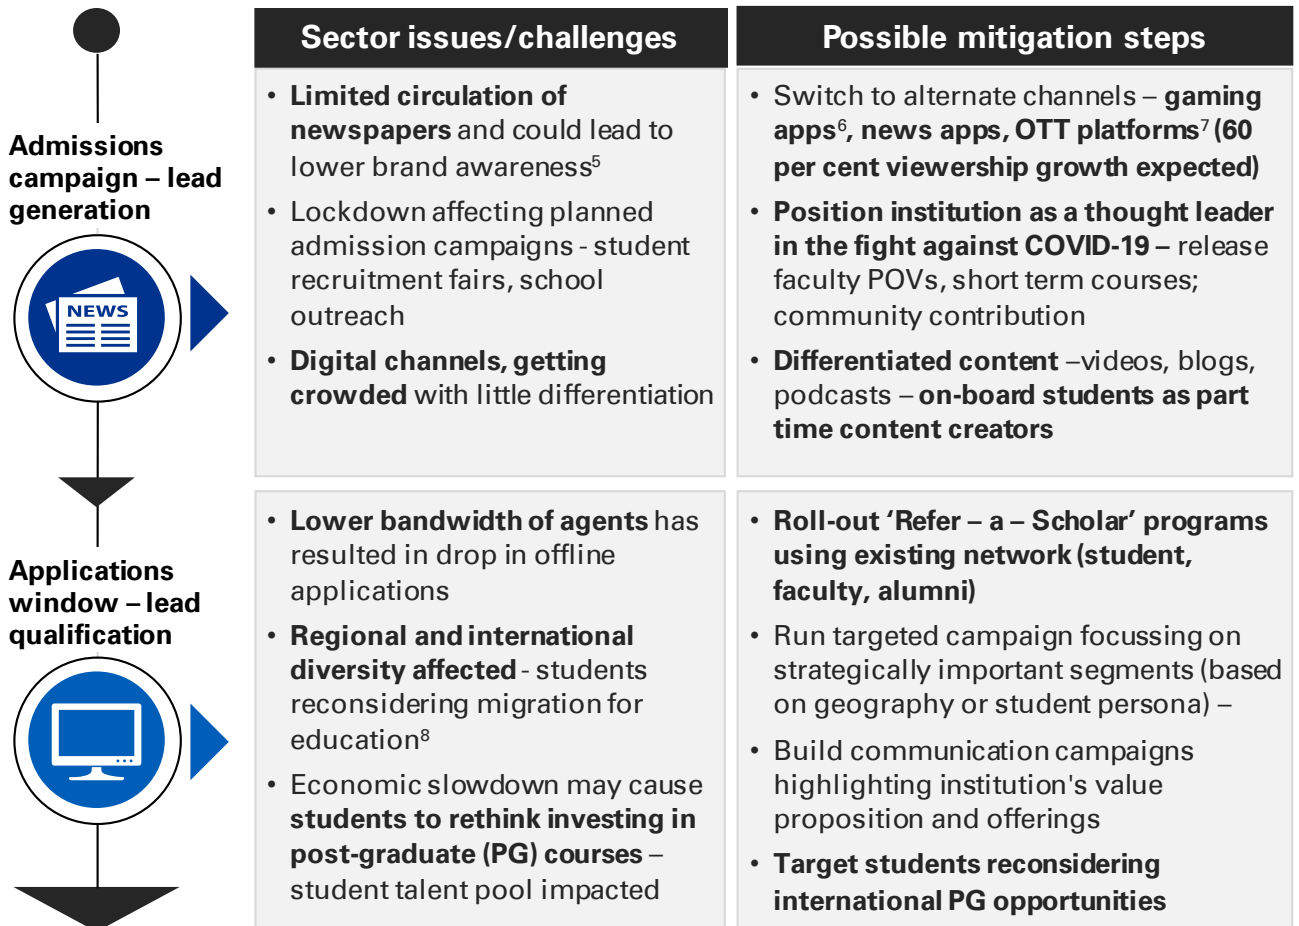 Sector issues/challenges
Possible mitigation steps
Admissions
campaign – lead
generation
NEWS
• Limited circulation of
newspapers and could lead to
lower brand awareness⁵
• Lockdown affecting planned
admission campaigns - student
recruitment fairs, school
outreach
• Digital channels, getting
crowded with little differentiation
• Switch to alternate channels – gaming
apps⁶, news apps, OTT platforms⁷ (60
per cent viewership growth expected)
• Position institution as a thought leader
in the fight against COVID-19 – release
faculty POVs, short term courses;
community contribution
• Differentiated content –videos, blogs,
podcasts – on-board students as part
time content creators
Applications
window – lead
qualification
• Lower bandwidth of agents has
resulted in drop in offline
applications
• Regional and international
diversity affected - students
reconsidering migration for
education⁸
• Economic slowdown may cause
students to rethink investing in
post-graduate (PG) courses –
student talent pool impacted
• Roll-out ‘Refer – a – Scholar’ programs
using existing network (student,
faculty, alumni)
• Run targeted campaign focussing on
strategically important segments (based
on geography or student persona) –
• Build communication campaigns
highlighting institution's value
proposition and offerings
• Target students reconsidering
international PG opportunities